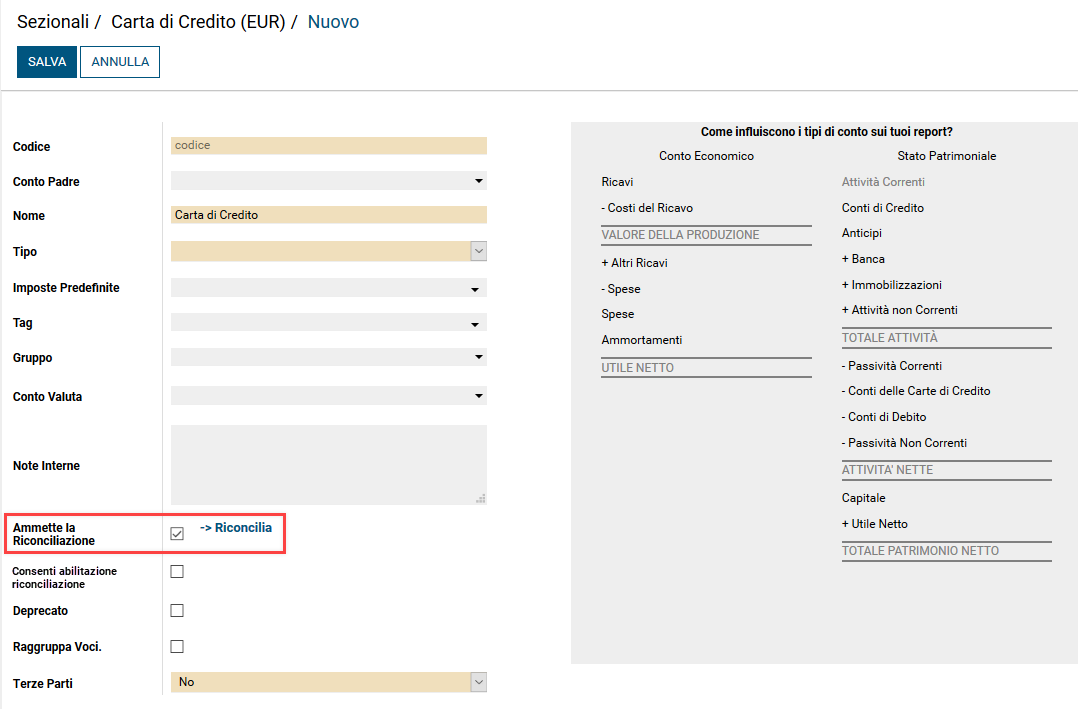 Sezionali / Carta di Credito (EUR) / Nuovo
SALVA ANNULLA
Codice codice
Conto Padre
Nome Carta di Credito
Tipo
Imposte Predefinite
Tag
Gruppo
Conto Valuta
Note Interne
Ammette la
Riconciliazione
-> Riconcilia
Consenti abilitazione
riconciliazione
Deprecato
Raggruppa Voci.
Terze Parti No
Come influiscono i tipi di conto sui tuoi report?
Conto Economico
Ricavi
- Costi del Ricavo
VALORE DELLA PRODUZIONE
+ Altri Ricavi
- Spese
Spese
Ammortamenti
UTILE NETTO
Stato Patrimoniale
Attività Correnti
Conti di Credito
Anticipi
+ Banca
+ Immobilizzazioni
+ Attività non Correnti
TOTALE ATTIVITÀ
- Passività Correnti
- Conti delle Carte di Credito
- Conti di Debito
- Passività Non Correnti
ATTIVITA' NETTE
Capitale
+ Utile Netto
TOTALE PATRIMONIO NETTO